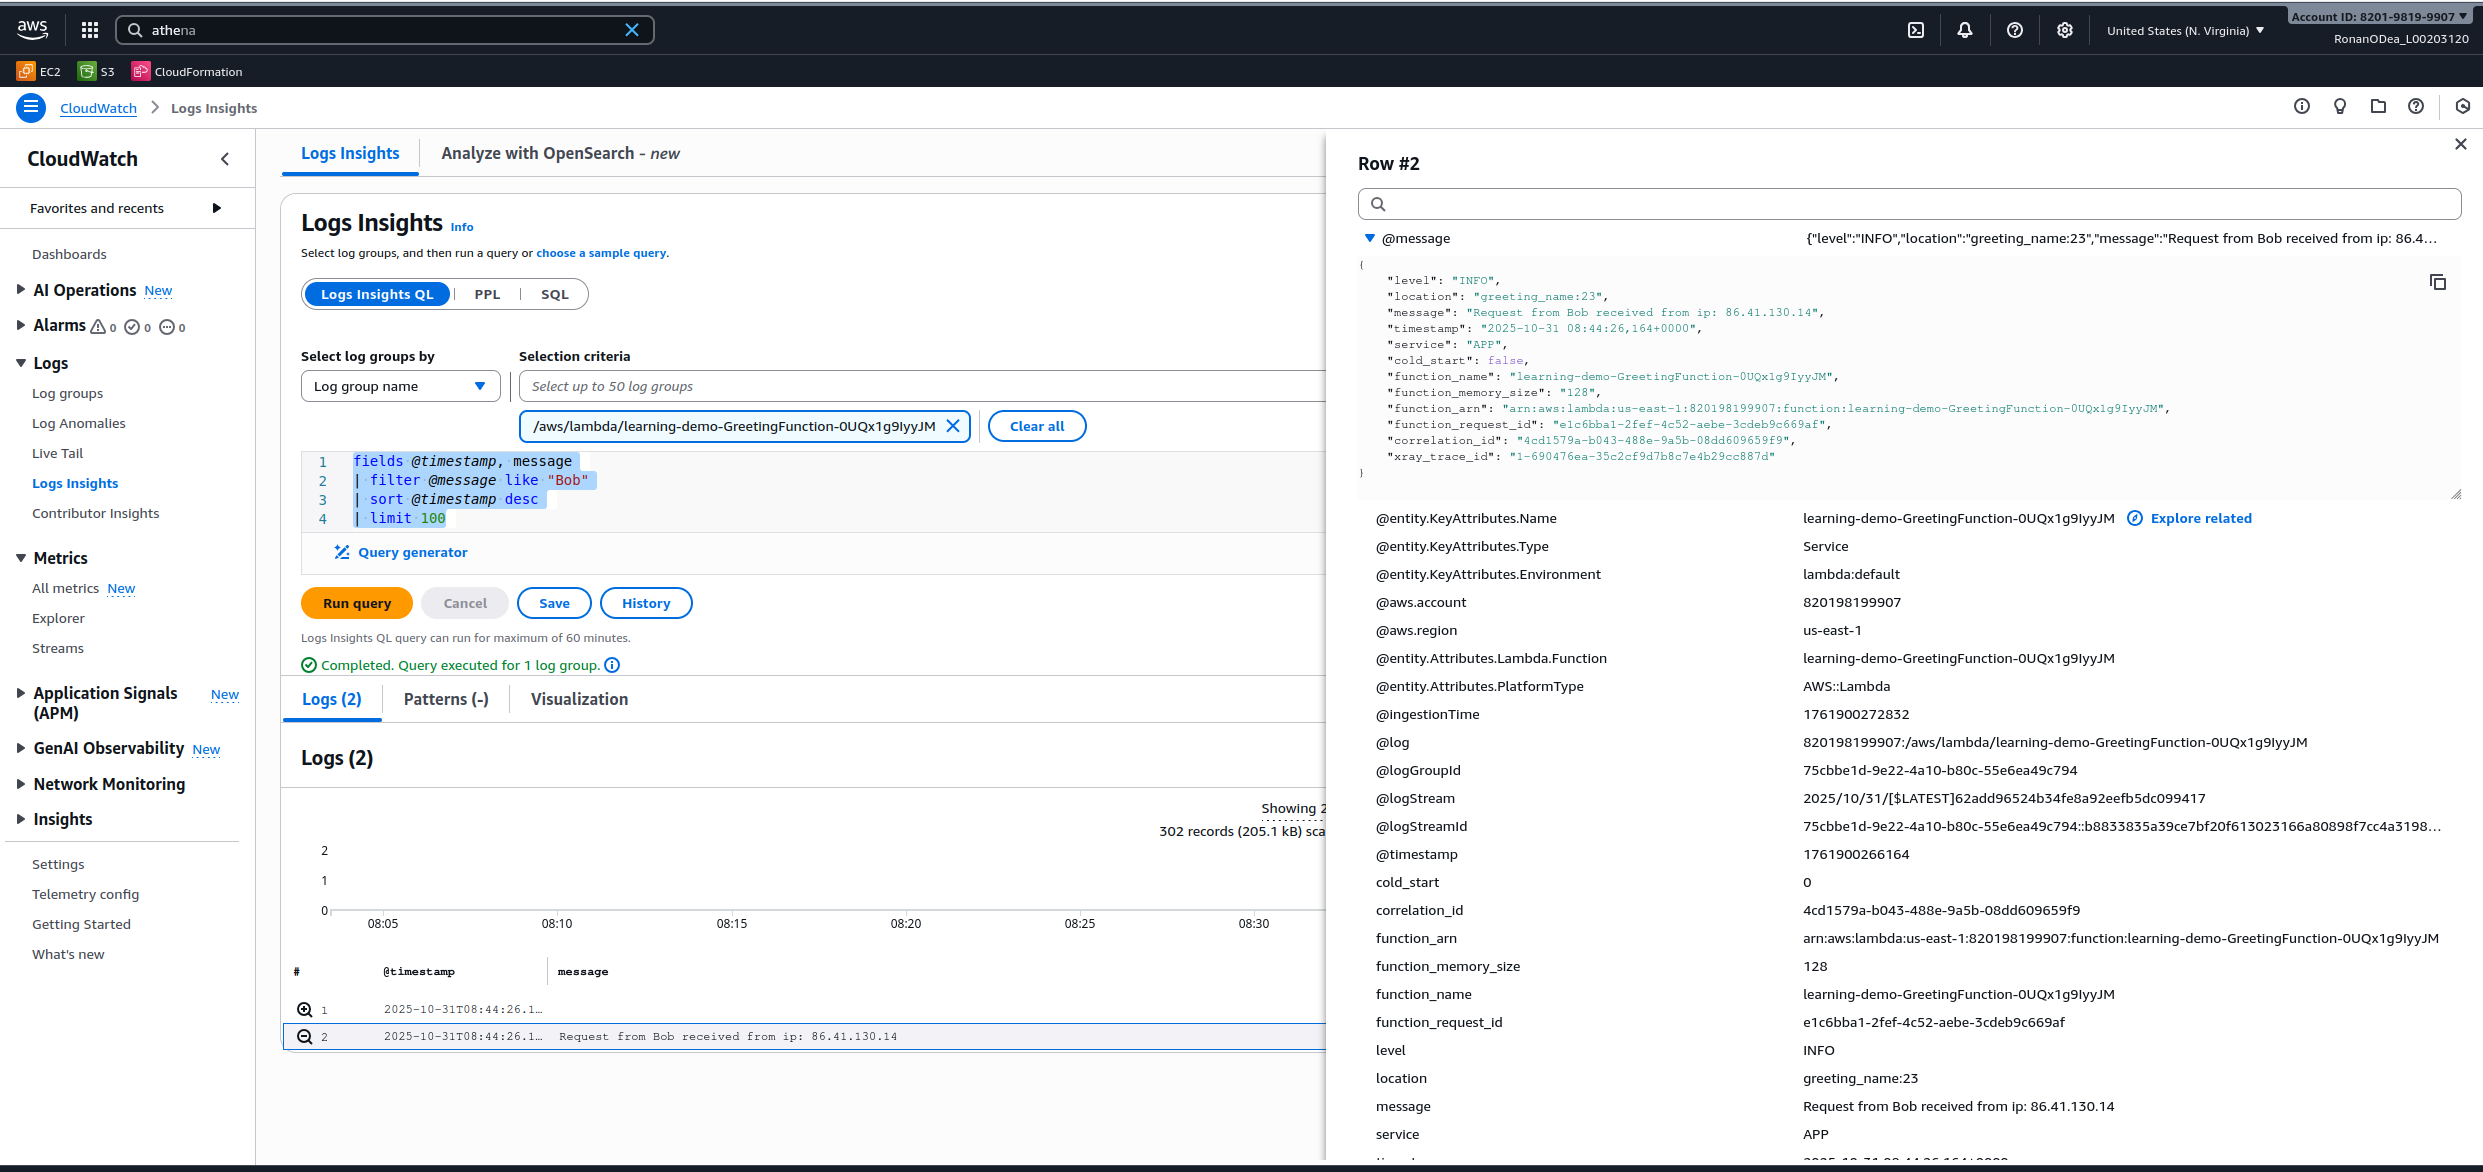 aws
athena
Account ID: 8201-9819-9907
United States (N. Virginia)
RonanODea_L00203120
EC2
S3
CloudFormation
CloudWatch
Logs Insights
CloudWatch
Favorites and recents
Dashboards
AI Operations New
Alarms 0 0 0
Logs
Log groups
Log Anomalies
Live Tail
Logs Insights
Contributor Insights
Metrics
All metrics New
Explorer
Streams
Application Signals (APM) New
GenAI Observability New
Network Monitoring
Insights
Settings
Telemetry config
Getting Started
What's new
Logs Insights
Analyze with OpenSearch - new
Logs Insights Info
Select log groups, and then run a query or choose a sample query.
Logs Insights QL | PPL | SQL
Select log groups by
Selection criteria
Log group name
Select up to 50 log groups
/aws/lambda/learning-demo-GreetingFunction-0UQx1g9IyyJM
Clear all
1 fields @timestamp, message
2 | filter @message like "Bob"
3 | sort @timestamp desc
4 | limit 100
Query generator
Run query
Cancel
Save
History
Logs Insights QL query can run for maximum of 60 minutes.
Completed. Query executed for 1 log group.
Logs (2)
Patterns (-)
Visualization
Logs (2)
Showing 2
302 records (205.1 kB) sca
2
1
0
08:05 08:10 08:15 08:20 08:25 08:30
# @timestamp message
1 2025-10-31T08:44:26.1...
2 2025-10-31T08:44:26.1... Request from Bob received from ip: 86.41.130.14
Row #2
@message {"level":"INFO","location":"greeting_name:23","message":"Request from Bob received from ip: 86.4...
{
"level": "INFO",
"location": "greeting_name:23",
"message": "Request from Bob received from ip: 86.41.130.14",
"timestamp": "2025-10-31 08:44:26,164+0000",
"service": "APP",
"cold_start": false,
"function_name": "learning-demo-GreetingFunction-0UQx1g9IyyJM",
"function_memory_size": "128",
"function_arn": "arn:aws:lambda:us-east-1:820198199907:function:learning-demo-GreetingFunction-0UQx1g9IyyJM",
"function_request_id": "e1c6bba1-2fef-4c52-aebe-3cdeb9c669af",
"correlation_id": "4cd1579a-b043-488e-9a5b-08dd609659f9",
"xray_trace_id": "1-690476ea-35c2cf9d7b8c7e4b29cc887d"
}
@entity.KeyAttributes.Name learning-demo-GreetingFunction-0UQx1g9IyyJM Explore related
@entity.KeyAttributes.Type Service
@entity.KeyAttributes.Environment lambda:default
@aws.account 820198199907
@aws.region us-east-1
@entity.Attributes.Lambda.Function learning-demo-GreetingFunction-0UQx1g9IyyJM
@entity.Attributes.PlatformType AWS::Lambda
@ingestionTime 1761900272832
@log 820198199907:/aws/lambda/learning-demo-GreetingFunction-0UQx1g9IyyJM
@logGroupId 75cbbe1d-9e22-4a10-b80c-55e6ea49c794
@logStream 2025/10/31/[$LATEST]62add96524b34fe8a92eefb5dc099417
@logStreamId 75cbbe1d-9e22-4a10-b80c-55e6ea49c794::b8833835a39ce7bf20f613023166a80898f7cc4a3198...
@timestamp 1761900266164
cold_start 0
correlation_id 4cd1579a-b043-488e-9a5b-08dd609659f9
function_arn arn:aws:lambda:us-east-1:820198199907:function:learning-demo-GreetingFunction-0UQx1g9IyyJM
function_memory_size 128
function_name learning-demo-GreetingFunction-0UQx1g9IyyJM
function_request_id e1c6bba1-2fef-4c52-aebe-3cdeb9c669af
level INFO
location greeting_name:23
message Request from Bob received from ip: 86.41.130.14
service APP